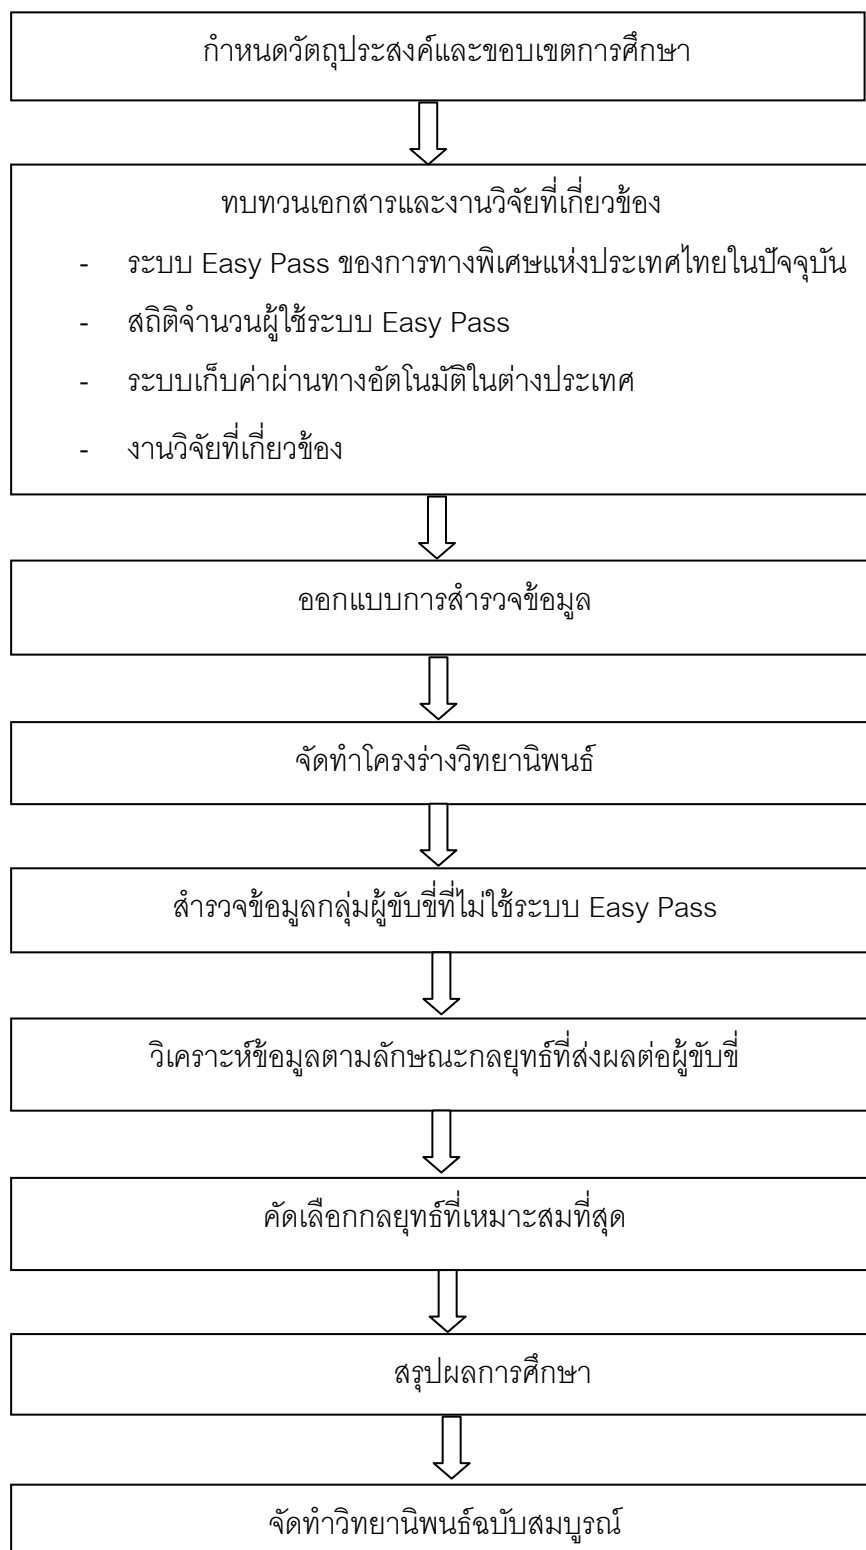 กำหนดวัตถุประสงค์และขอบเขตการศึกษา
ทบทวนเอกสารและงานวิจัยที่เกี่ยวข้อง
- ระบบ Easy Pass ของการทางพิเศษแห่งประเทศไทยในปัจจุบัน
- สถิติจำนวนผู้ใช้ระบบ Easy Pass
- ระบบเก็บค่าผ่านทางอัตโนมัติในต่างประเทศ
- งานวิจัยที่เกี่ยวข้อง
ออกแบบการสำรวจข้อมูล
จัดทำโครงร่างวิทยานิพนธ์
สำรวจข้อมูลกลุ่มผู้ขับขี่ที่ไม่ใช้ระบบ Easy Pass
วิเคราะห์ข้อมูลตามลักษณะกลยุทธ์ที่ส่งผลต่อผู้ขับขี่
คัดเลือกกลยุทธ์ที่เหมาะสมที่สุด
สรุปผลการศึกษา
จัดทำวิทยานิพนธ์ฉบับสมบูรณ์